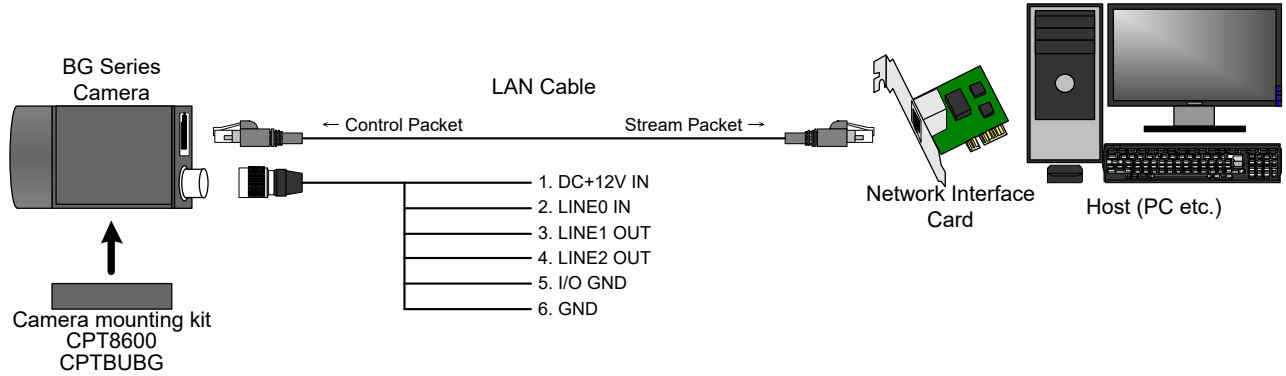 BG Series
Camera
LAN Cable
← Control Packet
Stream Packet →
1. DC+12V IN
2. LINE0 IN
3. LINE1 OUT
4. LINE2 OUT
5. I/O GND
6. GND
Network Interface
Card
Host (PC etc.)
Camera mounting kit
CPT8600
CPTBUBG